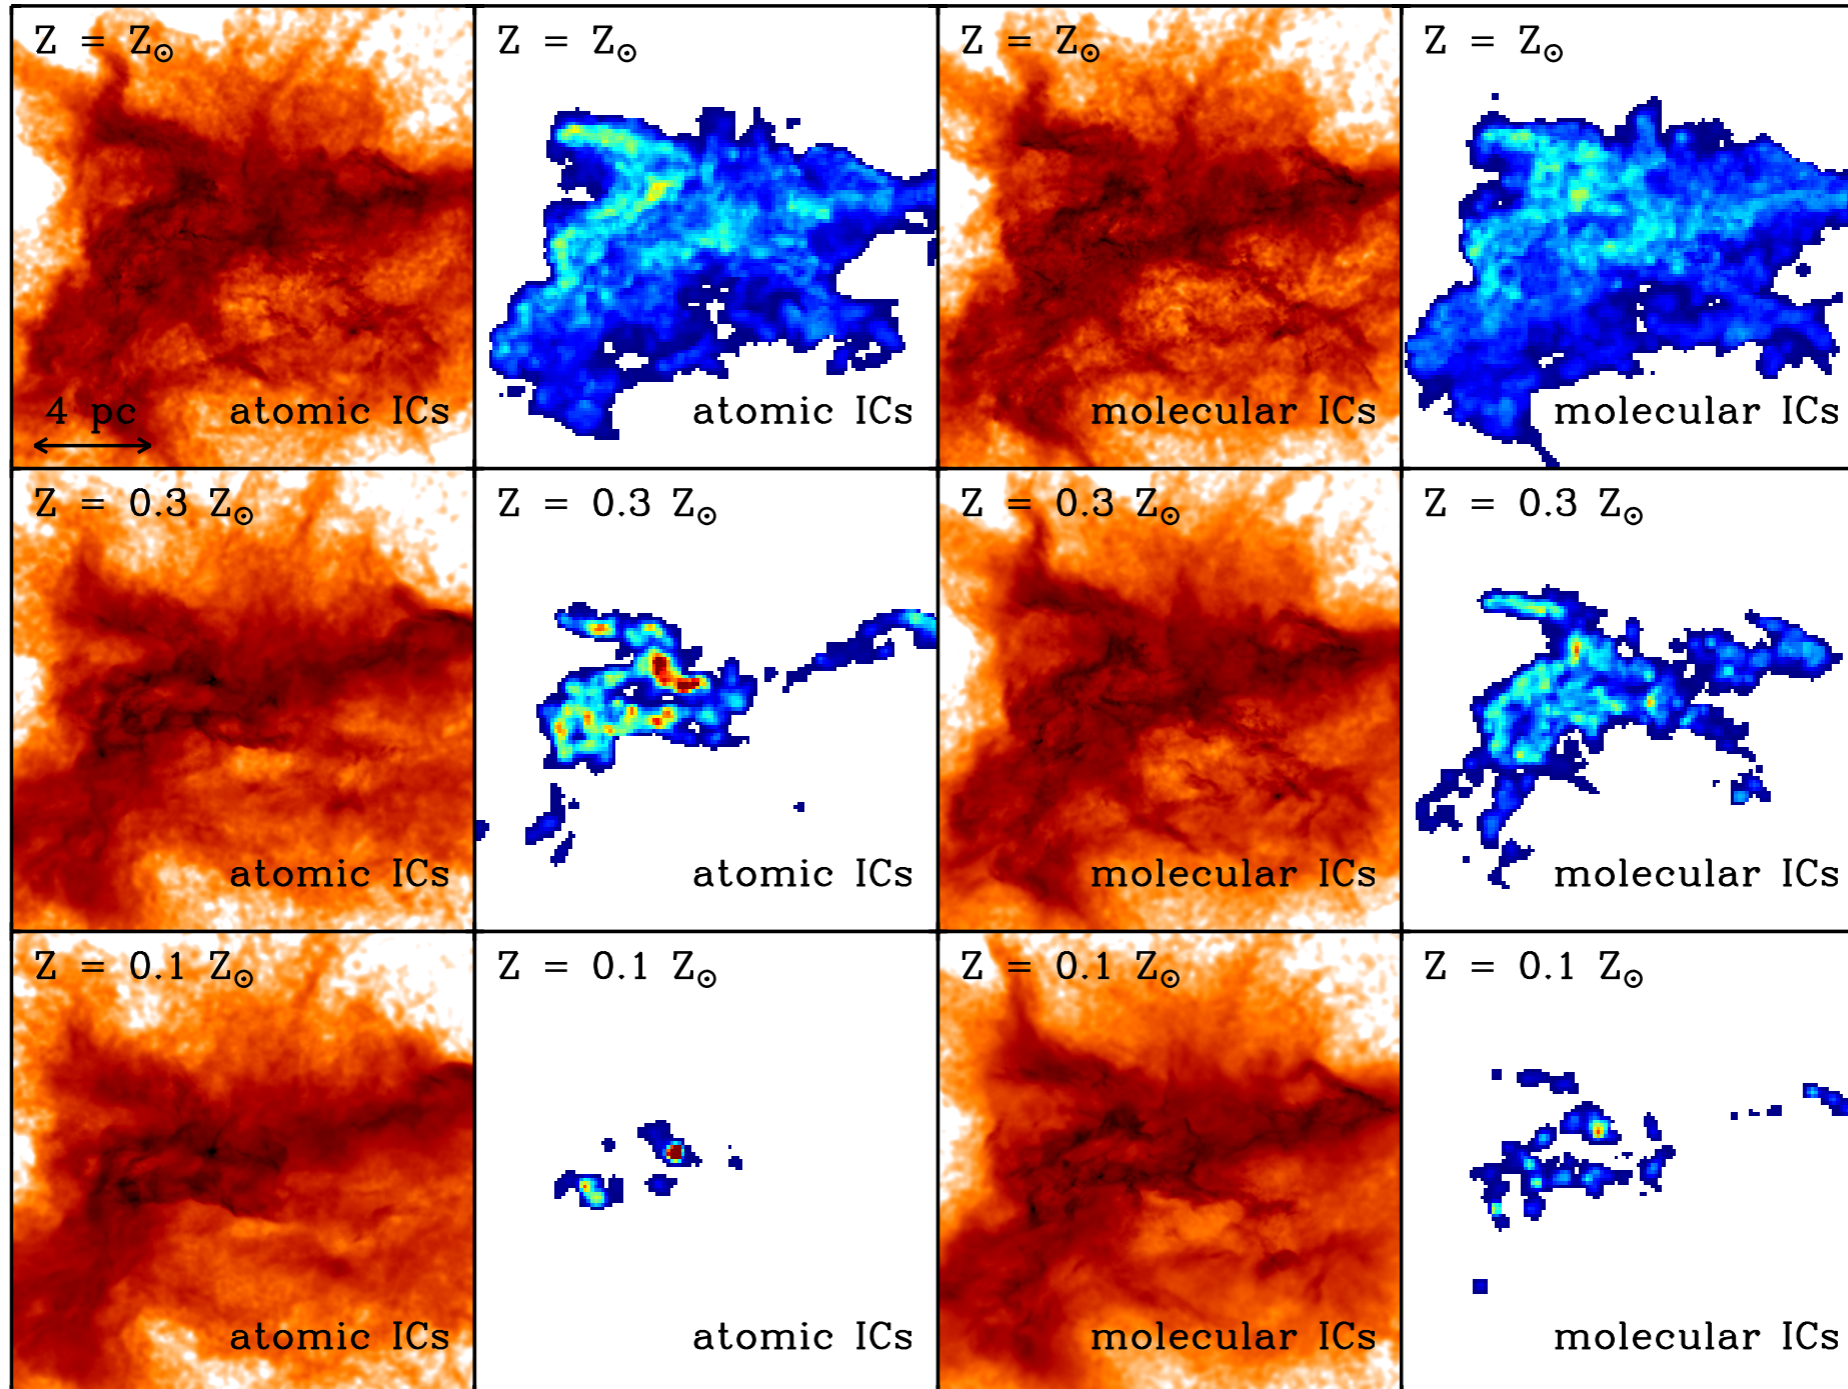 Z = Z⊙
Z = Z⊙
Z = Z⊙
Z = Z⊙
4 pc
atomic ICs
atomic ICs
molecular ICs
molecular ICs
Z = 0.3 Z⊙
Z = 0.3 Z⊙
Z = 0.3 Z⊙
Z = 0.3 Z⊙
atomic ICs
atomic ICs
molecular ICs
molecular ICs
Z = 0.1 Z⊙
Z = 0.1 Z⊙
Z = 0.1 Z⊙
Z = 0.1 Z⊙
atomic ICs
atomic ICs
molecular ICs
molecular ICs